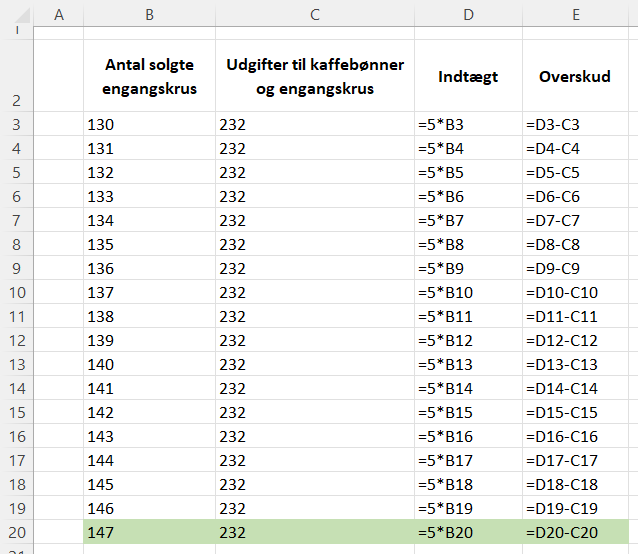 A B C D E
1
2 Antal solgte engangskrus Udgifter til kaffebønner og engangskrus Indtægt Overskud
3 130 232 =5*B3 =D3-C3
4 131 232 =5*B4 =D4-C4
5 132 232 =5*B5 =D5-C5
6 133 232 =5*B6 =D6-C6
7 134 232 =5*B7 =D7-C7
8 135 232 =5*B8 =D8-C8
9 136 232 =5*B9 =D9-C9
10 137 232 =5*B10 =D10-C10
11 138 232 =5*B11 =D11-C11
12 139 232 =5*B12 =D12-C12
13 140 232 =5*B13 =D13-C13
14 141 232 =5*B14 =D14-C14
15 142 232 =5*B15 =D15-C15
16 143 232 =5*B16 =D16-C16
17 144 232 =5*B17 =D17-C17
18 145 232 =5*B18 =D18-C18
19 146 232 =5*B19 =D19-C19
20 147 232 =5*B20 =D20-C20